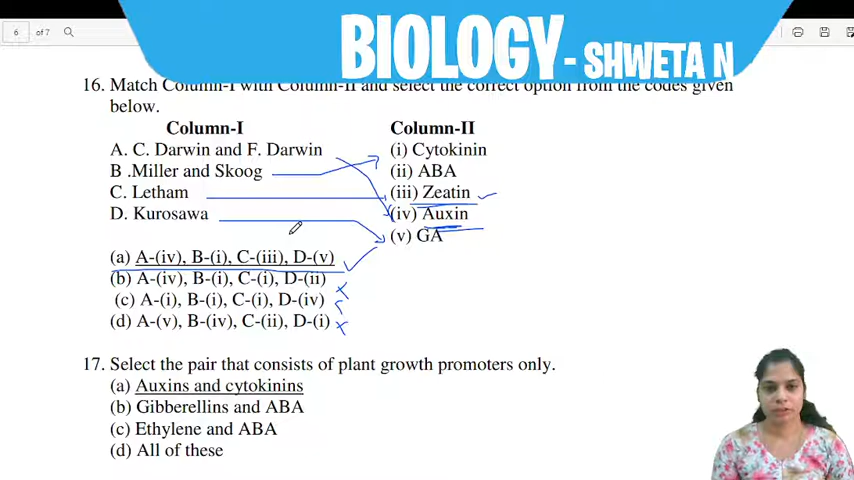 BIOLOGY - SHWETA N
6 of 7
16. Match Column-I with Column-II and select the correct option from the codes given
below.
Column-I Column-II
A. C. Darwin and F. Darwin (i) Cytokinin
B .Miller and Skoog (ii) ABA
C. Letham (iii) Zeatin
D. Kurosawa (iv) Auxin
(v) GA
(a) A-(iv), B-(i), C-(iii), D-(v)
(b) A-(iv), B-(i), C-(i), D-(ii)
(c) A-(i), B-(i), C-(i), D-(iv)
(d) A-(v), B-(iv), C-(ii), D-(i)
17. Select the pair that consists of plant growth promoters only.
(a) Auxins and cytokinins
(b) Gibberellins and ABA
(c) Ethylene and ABA
(d) All of these